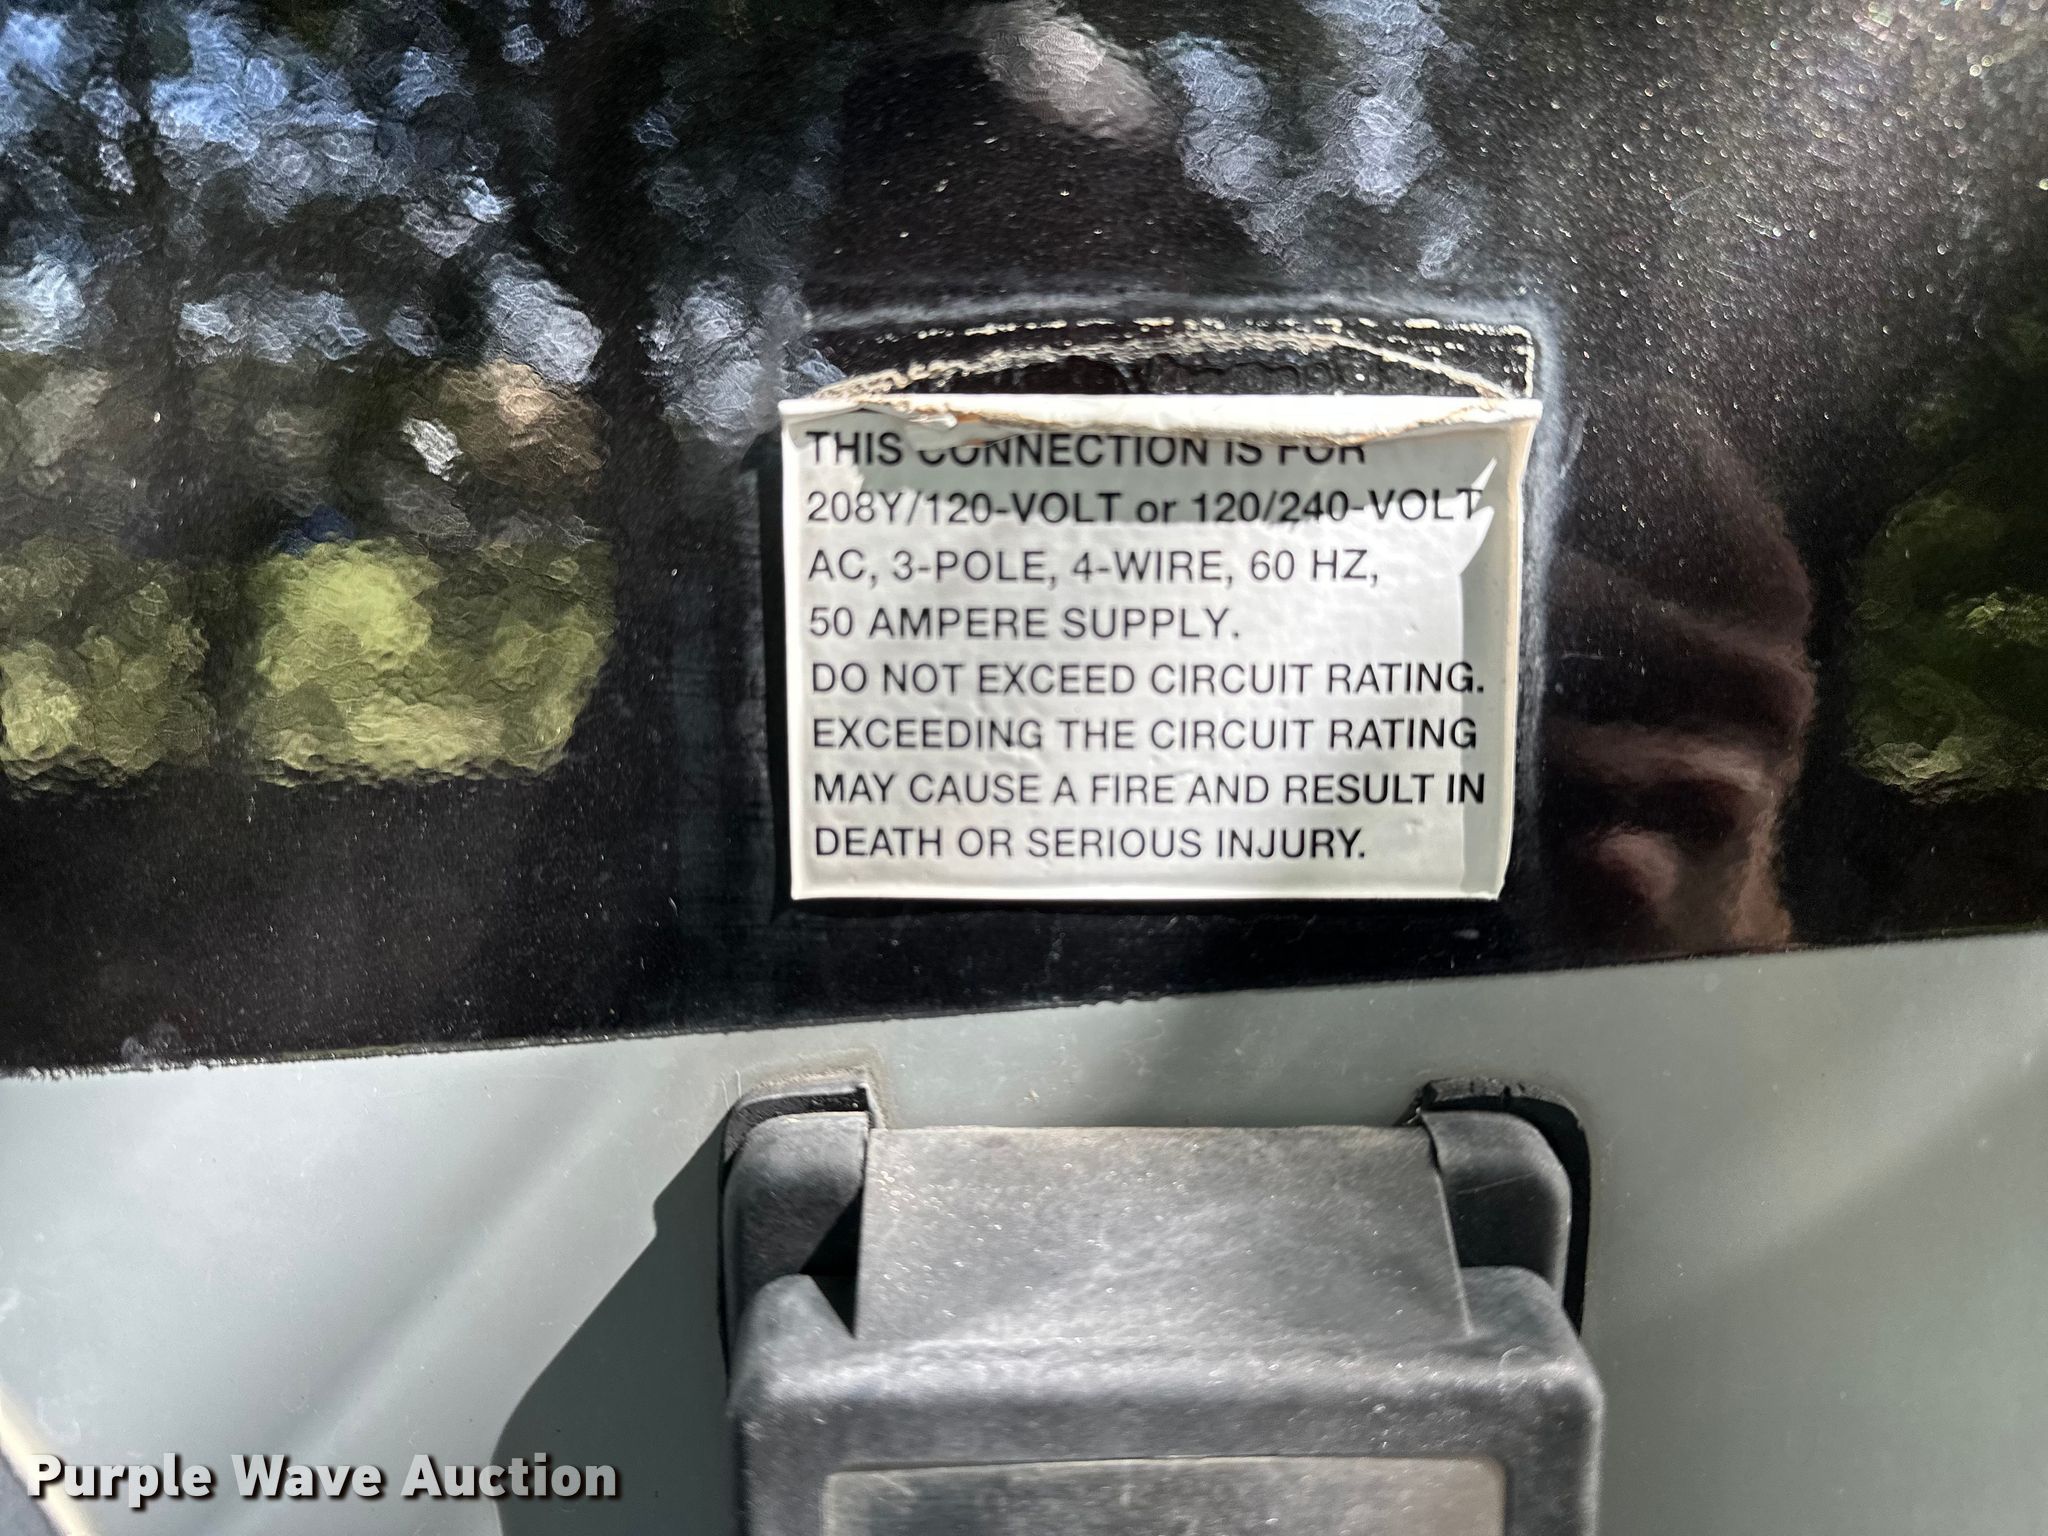 THIS CONNECTION IS FOR
208Y/120-VOLT or 120/240-VOLT
AC, 3-POLE, 4-WIRE, 60 HZ,
50 AMPERE SUPPLY.
DO NOT EXCEED CIRCUIT RATING.
EXCEEDING THE CIRCUIT RATING
MAY CAUSE A FIRE AND RESULT IN
DEATH OR SERIOUS INJURY.
Purple Wave Auction